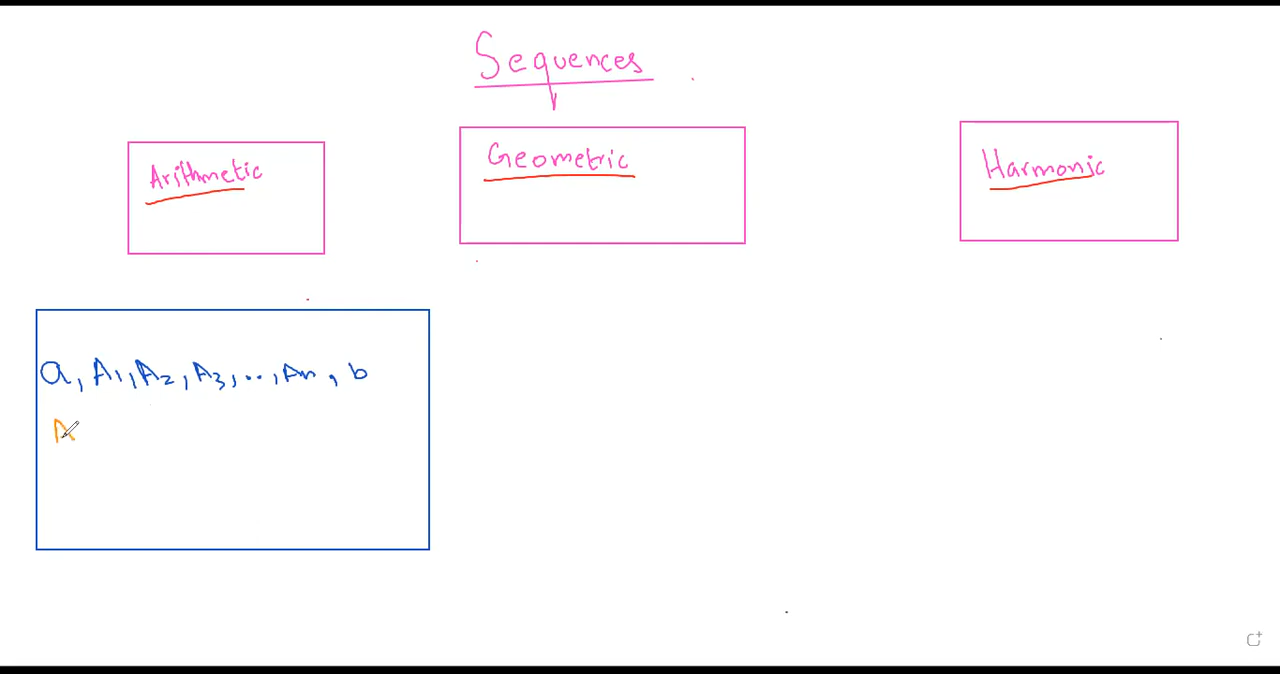 Sequences
Arithmetic
Geometric
Harmonic
a, A1, A2, A3, ..., An, b
A